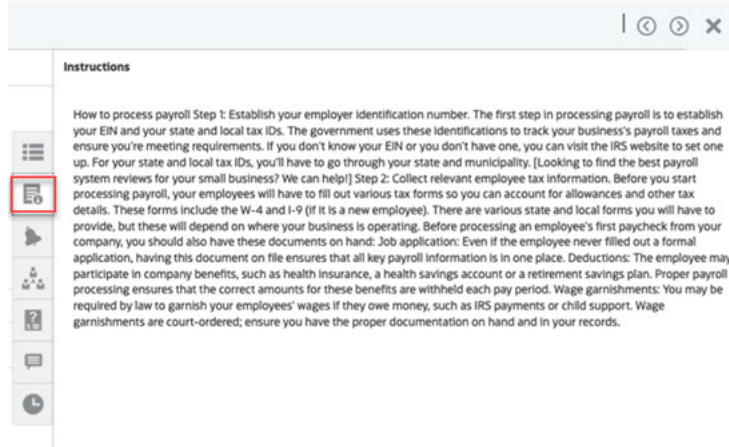 Instructions
How to process payroll Step 1: Establish your employer identification number. The first step in processing payroll is to establish
your EIN and your state and local tax IDs. The government uses these identifications to track your business's payroll taxes and
ensure you're meeting requirements. If you don't know your EIN or you don't have one, you can visit the IRS website to set one
up. For your state and local tax IDs, you'll have to go through your state and municipality. [Looking to find the best payroll
system reviews for your small business? We can help!] Step 2: Collect relevant employee tax information. Before you start
processing payroll, your employees will have to fill out various tax forms so you can account for allowances and other tax
details. These forms include the W-4 and I-9 (if it is a new employee). There are various state and local forms you will have to
provide, but these will depend on where your business is operating. Before processing an employee's first paycheck from your
company, you should also have these documents on hand: Job application: Even if the employee never filled out a formal
application, having this document on file ensures that all key payroll information is in one place. Deductions: The employee may
participate in company benefits, such as health insurance, a health savings account or a retirement savings plan. Proper payroll
processing ensures that the correct amounts for these benefits are withheld each pay period. Wage garnishments: You may be
required by law to garnish your employees' wages if they owe money, such as IRS payments or child support. Wage
garnishments are court-ordered; ensure you have the proper documentation on hand and in your records.